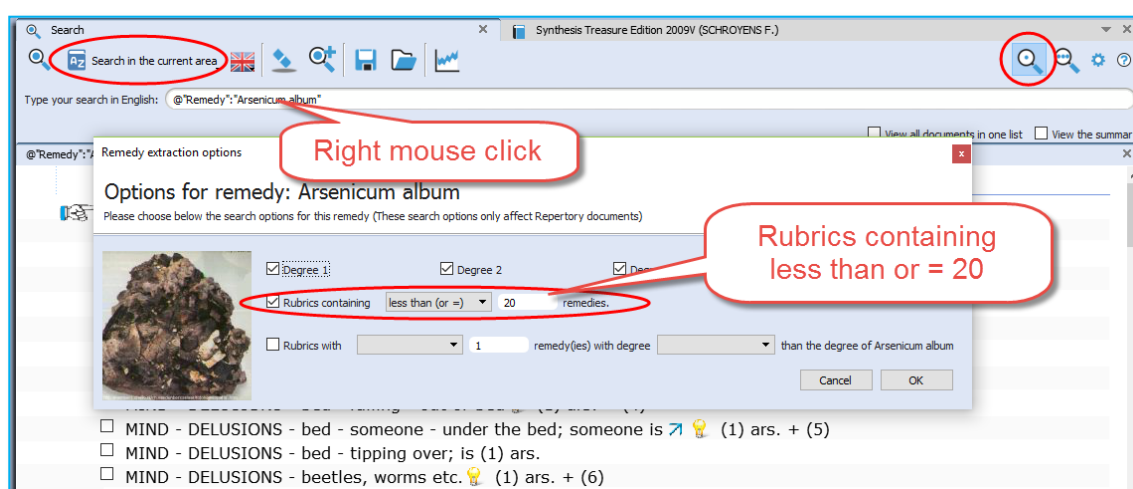 Search
Synthesis Treasure Edition 2009V (SCHROYENS F.)
AZ Search in the current area
Type your search in English: @"Remedy":"Arsenicum album"
View all documents in one list View the summar
Right mouse click
@"Remedy":"
Remedy extraction options
Options for remedy: Arsenicum album
Please choose below the search options for this remedy (These search options only affect Repertory documents)
Rubrics containing
less than or = 20
Degree 1 Degree 2
Rubrics containing less than (or =) 20 remedies.
Rubrics with 1 remedy(ies) with degree than the degree of Arsenicum album
Cancel OK
MIND - DELUSIONS - bed - someone - under the bed; someone is (1) ars. + (5)
MIND - DELUSIONS - bed - tipping over; is (1) ars.
MIND - DELUSIONS - beetles, worms etc. (1) ars. + (6)